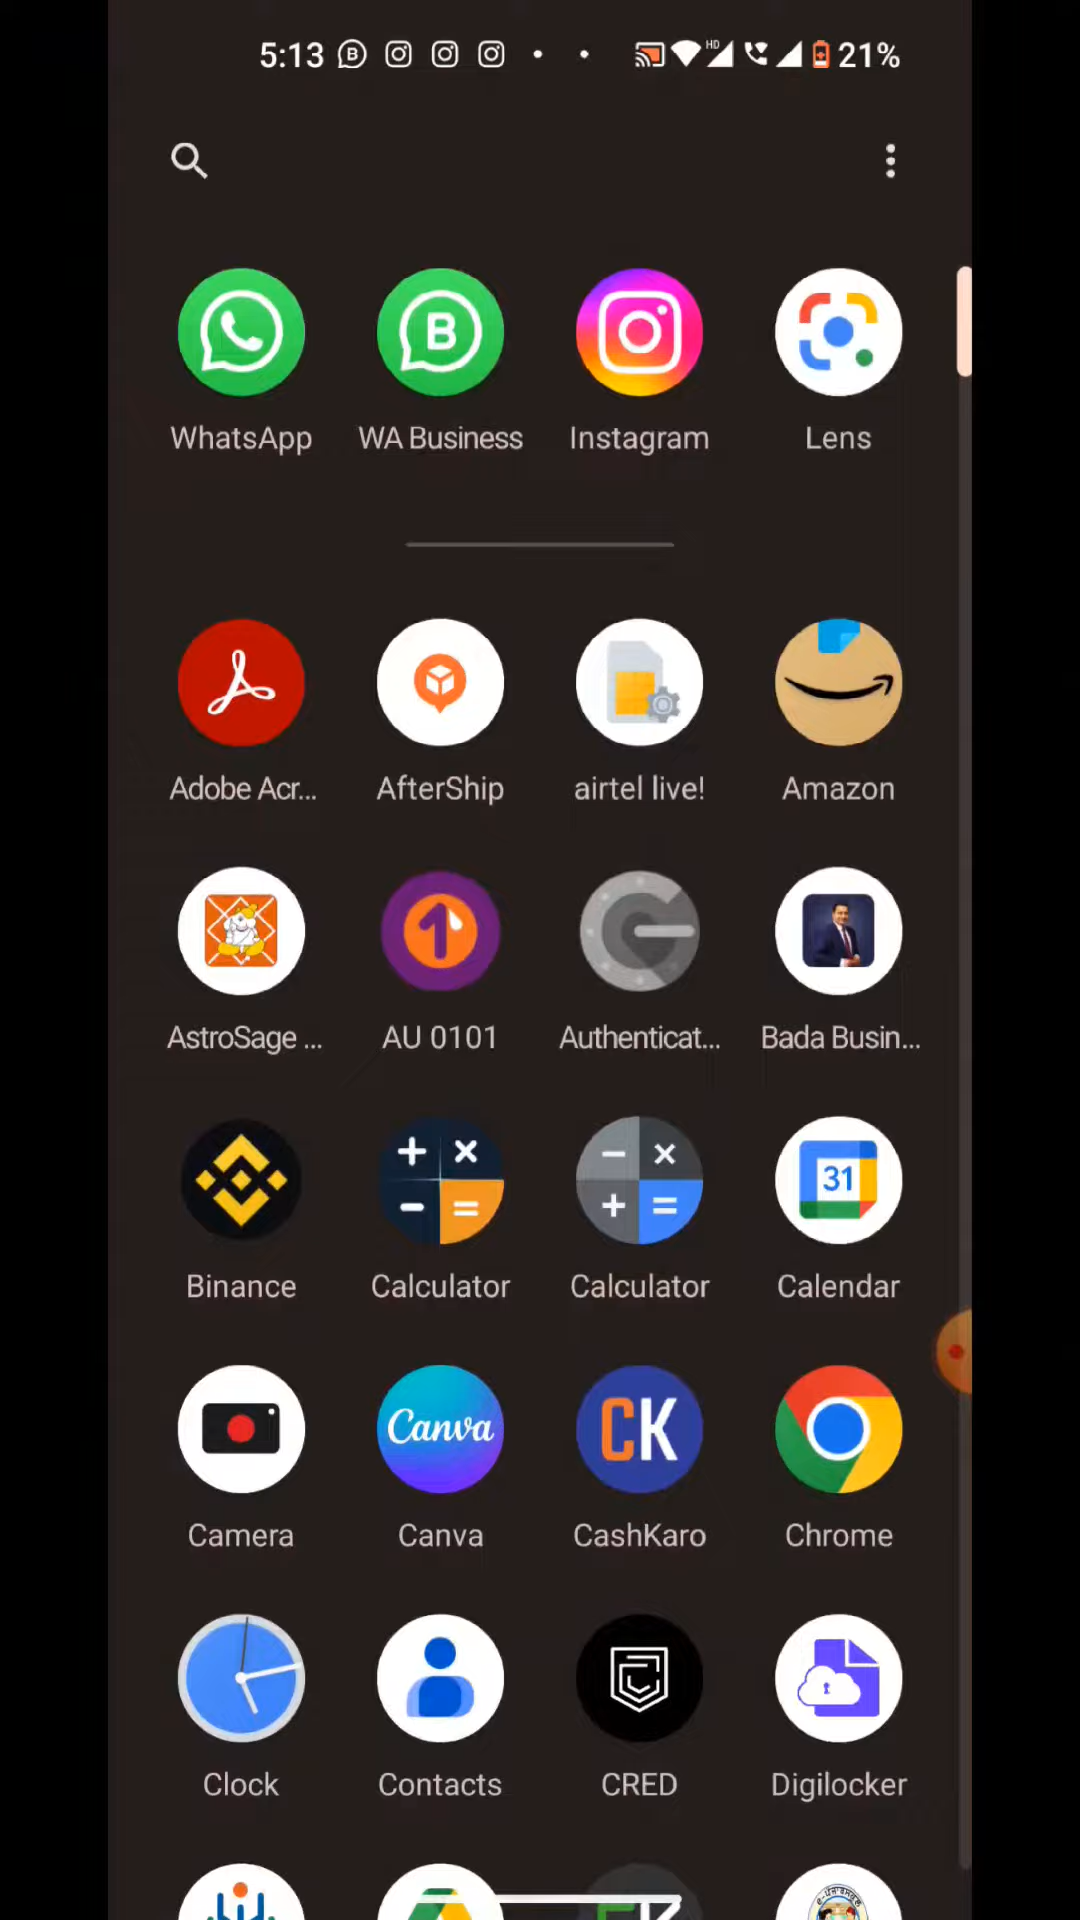 5:13
HD
21%
WhatsApp
WA Business
Instagram
Lens
Adobe Acr...
AfterShip
airtel live!
Amazon
AstroSage ...
AU 0101
Authenticat...
Bada Busin...
31
Binance
Calculator
Calculator
Calendar
Canva
CK
Camera
Canva
CashKaro
Chrome
Clock
Contacts
CRED
Digilocker